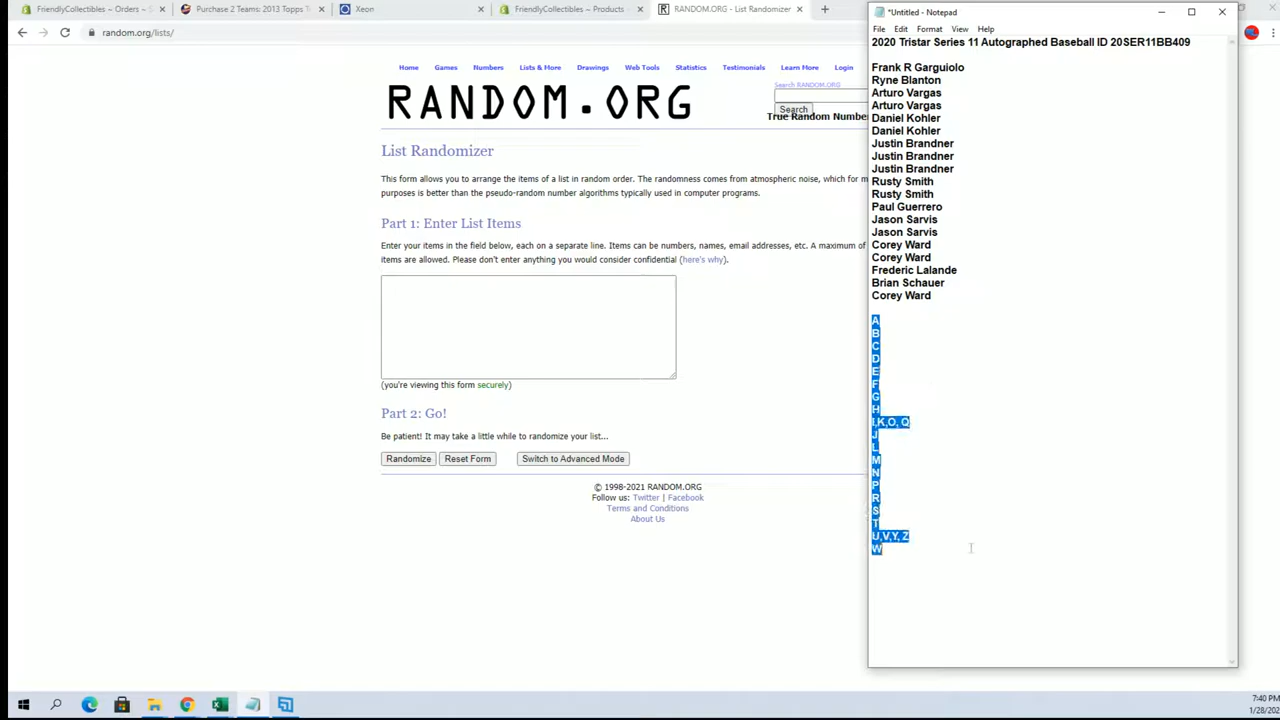 FriendlyCollectibles ~ Orders ~ S
Purchase 2 Teams: 2013 Topps T
Xeon
FriendlyCollectibles ~ Products
RANDOM.ORG - List Randomizer
random.org/lists/
Home Games Numbers Lists & More Drawings Web Tools Statistics Testimonials Learn More Login
RANDOM.ORG
Search RANDOM.ORG
Search
True Random Number
List Randomizer
This form allows you to arrange the items of a list in random order. The randomness comes from atmospheric noise, which for m
purposes is better than the pseudo-random number algorithms typically used in computer programs.
Part 1: Enter List Items
Enter your items in the field below, each on a separate line. Items can be numbers, names, email addresses, etc. A maximum of
items are allowed. Please don't enter anything you would consider confidential (here's why).
(you're viewing this form securely)
Part 2: Go!
Be patient! It may take a little while to randomize your list...
Randomize Reset Form Switch to Advanced Mode
© 1998-2021 RANDOM.ORG
Follow us: Twitter | Facebook
Terms and Conditions
About Us
*Untitled - Notepad
File Edit Format View Help
2020 Tristar Series 11 Autographed Baseball ID 20SER11BB409
Frank R Garguiolo
Ryne Blanton
Arturo Vargas
Arturo Vargas
Daniel Kohler
Daniel Kohler
Justin Brandner
Justin Brandner
Justin Brandner
Rusty Smith
Rusty Smith
Paul Guerrero
Jason Sarvis
Jason Sarvis
Corey Ward
Corey Ward
Frederic Lalande
Brian Schauer
Corey Ward
A
B
C
D
E
F
G
H
I,K,O, Q
J
L
M
N
P
R
S
T
U,V,Y, Z
W
7:40 PM
1/28/202